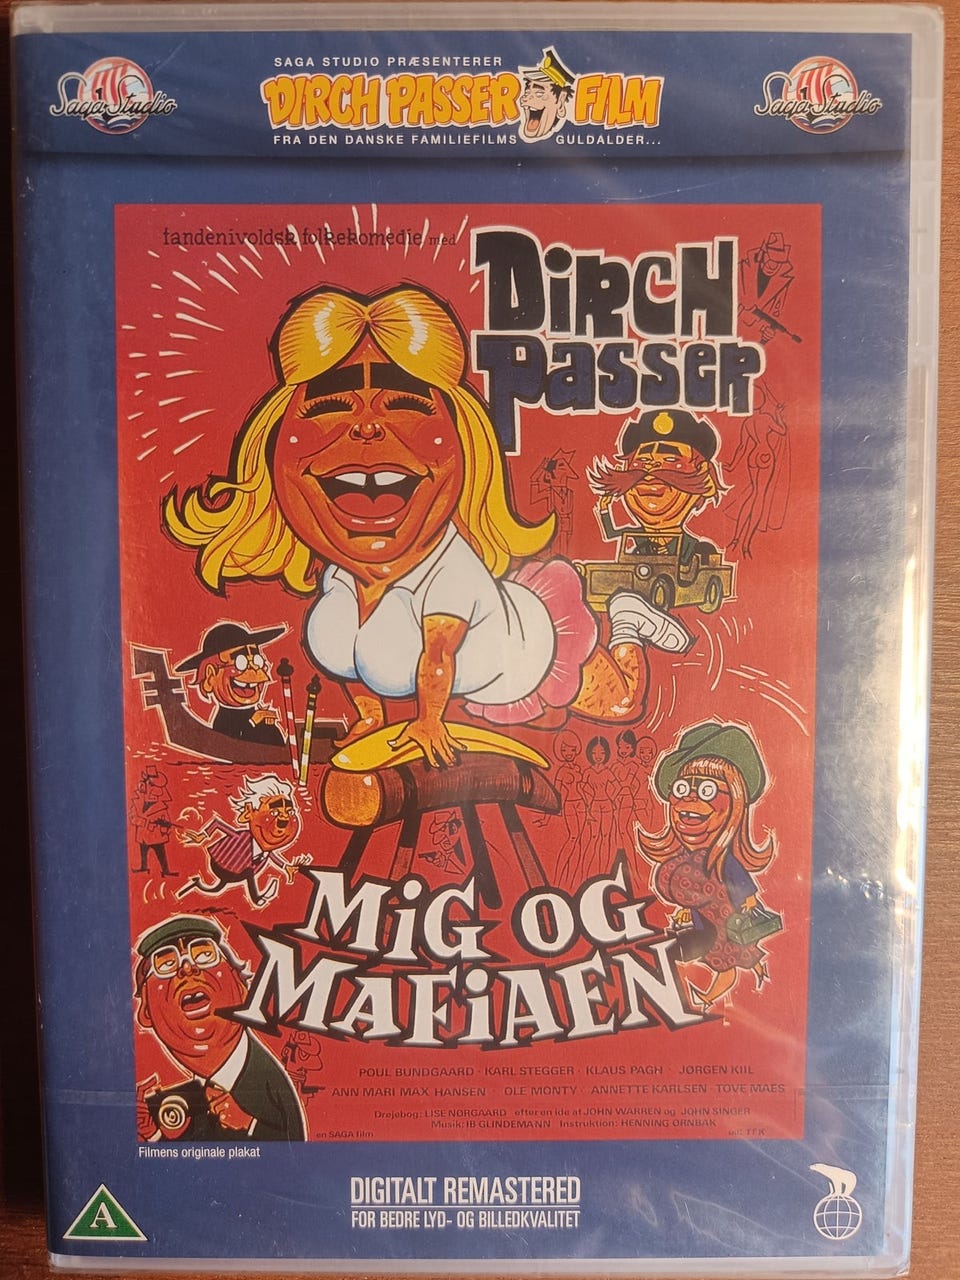 SAGA STUDIO PRÆSENTERER
Saga Studio
DIRCH PASSER FILM
Saga Studio
FRA DEN DANSKE FAMILIEFILMS GULDALDER...
fandenivoldsk folkekomedie med
DiRCH
Passer
MiG OG
MAFiAEN
POUL BUNDGAARD · KARL STEGGER · KLAUS PAGH · JØRGEN KIIL
ANN MARI MAX HANSEN · OLE MONTY · ANNETTE KARLSEN TOVE MAES
Drejebog: LISE NØRGAARD efter en ide af JOHN WARREN og JOHN SINGER
Musik: IB GLINDEMANN Instruktion: HENNING ØRNBAK
en SAGA film
Filmens originale plakat
A
DIGITALT REMASTERED
FOR BEDRE LYD- OG BILLEDKVALITET